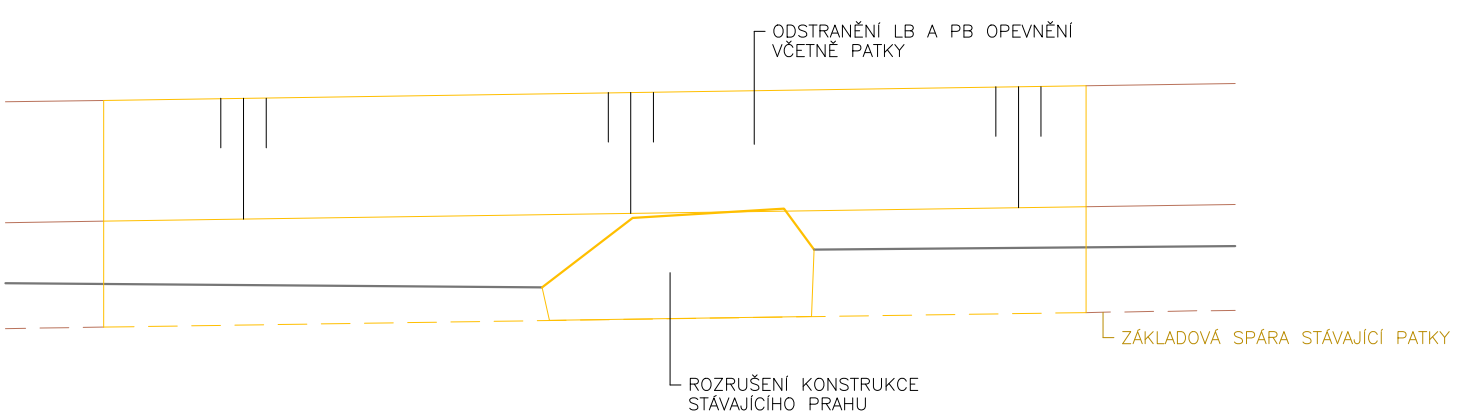 ODSTRANĚNÍ LB A PB OPEVNĚNÍ
VČETNĚ PATKY
ZÁKLADOVÁ SPÁRA STÁVAJÍCÍ PATKY
ROZRUŠENÍ KONSTRUKCE
STÁVAJÍCÍHO PRAHU